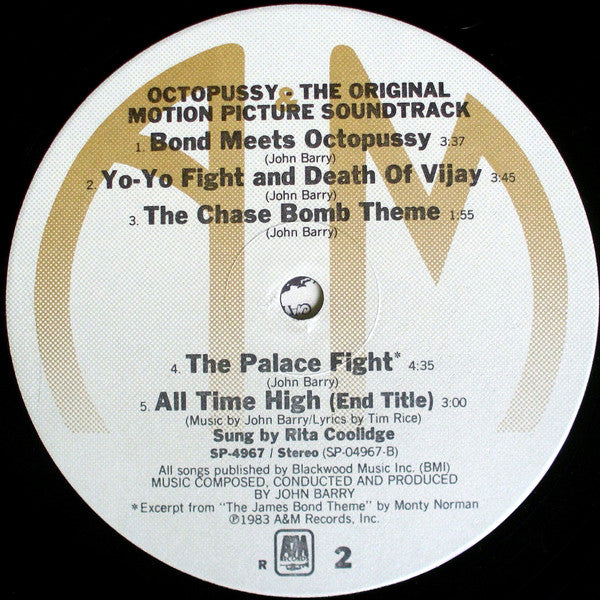 OCTOPUSSY - THE ORIGINAL
MOTION PICTURE SOUNDTRACK
1. Bond Meets Octopussy 3:37
(John Barry)
2. Yo-Yo Fight and Death Of Vijay 3:45
(John Barry)
3. The Chase Bomb Theme 1:55
(John Barry)
4. The Palace Fight* 4:35
(John Barry)
5. All Time High (End Title) 3:00
(Music by John Barry/Lyrics by Tim Rice)
Sung by Rita Coolidge
SP-4967 / Stereo (SP-04967-B)
All songs published by Blackwood Music Inc. (BMI)
MUSIC COMPOSED, CONDUCTED AND PRODUCED
BY JOHN BARRY
*Excerpt from "The James Bond Theme" by Monty Norman
℗1983 A&M Records, Inc.
R A&M RECORDS 2